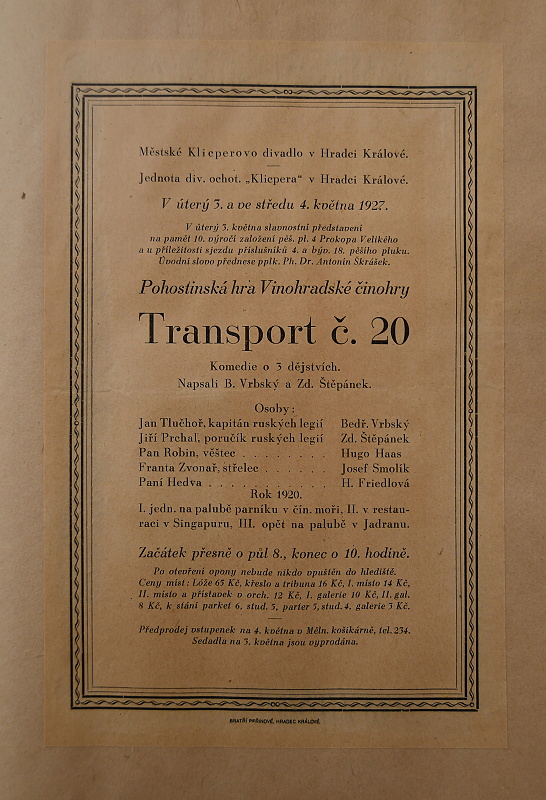 Městské Klicperovo divadlo v Hradci Králové.
Jednota div. ochot. „Klicpera“ v Hradci Králové.
V úterý 3. a ve středu 4. května 1927.
V úterý 3. května slavnostní představení
na pamět 10. výročí založení pěš. pl. 4 Prokopa Velikého
a u příležitosti sjezdu příslušníků 4. a býv. 18. pěšího pluku.
Úvodní slovo přednese pplk. Ph. Dr. Antonín Škrášek.
Pohostinská hra Vinohradské činohry
Transport č. 20
Komedie o 3 dějstvích.
Napsali B. Vrbský a Zd. Štěpánek.
Osoby:
Jan Tlučhoř, kapitán ruských legií Bedř. Vrbský
Jiří Prchal, poručík ruských legií Zd. Štěpánek
Pan Robin, věštec . . . . . . . . Hugo Haas
Franta Zvonař, střelec . . . . . . Josef Smolík
Paní Hedva . . . . . . . . . . . H. Friedlová
Rok 1920.
I. jedn. na palubě parníku v čín. moři, II. v restau-
raci v Singapuru, III. opět na palubě v Jadranu.
Začátek přesně o půl 8., konec o 10. hodině.
Po otevření opony nebude nikdo vpuštěn do hlediště.
Ceny míst: Lóže 65 Kč, křeslo a tribuna 16 Kč, I. místo 14 Kč,
II. místo a přístavek v orch. 12 Kč, I. galerie 10 Kč, II. gal.
8 Kč, k stání parket 6, stud. 5, parter 5, stud. 4, galerie 3 Kč.
Předprodej vstupenek na 4. května v Měln. košikárně, tel. 234.
Sedadla na 3. května jsou vyprodána.
BRATŘÍ PEŘINOVÉ, HRADEC KRÁLOVÉ.